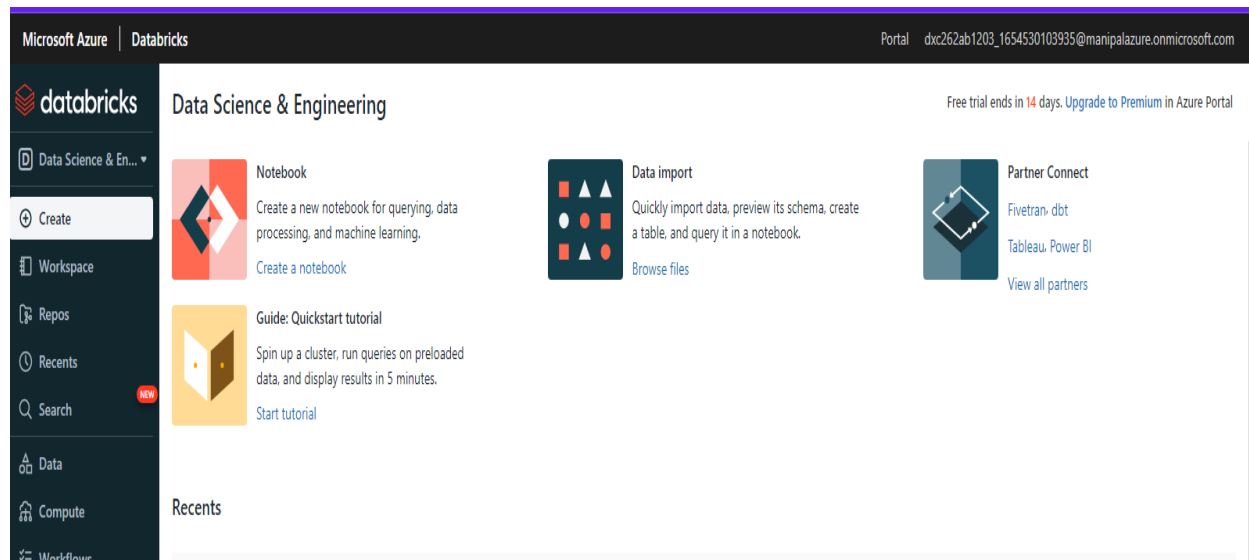 Microsoft Azure | Databricks
Portal dxc262ab1203_1654530103935@manipalazure.onmicrosoft.com
databricks
D Data Science & En...
Create
Workspace
Repos
Recents
Search NEW
Data
Compute
Workflows
Data Science & Engineering
Free trial ends in 14 days. Upgrade to Premium in Azure Portal
Notebook
Create a new notebook for querying, data
processing, and machine learning.
Create a notebook
Data import
Quickly import data, preview its schema, create
a table, and query it in a notebook.
Browse files
Partner Connect
Fivetran, dbt
Tableau, Power BI
View all partners
Guide: Quickstart tutorial
Spin up a cluster, run queries on preloaded
data, and display results in 5 minutes.
Start tutorial
Recents